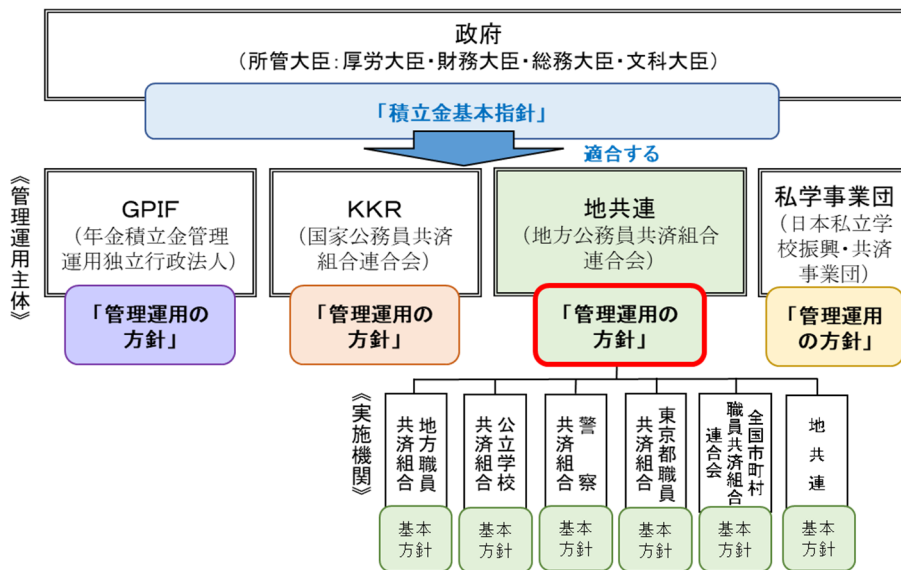 政府
（所管大臣：厚労大臣・財務大臣・総務大臣・文科大臣）
「積立金基本指針」
適合する
《管理運用主体》
GPIF
（年金積立金管理
運用独立行政法人）
「管理運用の
方針」
KKR
（国家公務員共済
組合連合会）
「管理運用の
方針」
地共連
（地方公務員共済組合
連合会）
「管理運用の
方針」
私学事業団
（日本私立学
校振興・共済
事業団）
「管理運用
の方針」
《実施機関》
地方職員
共済組合
基本
方針
公立学校
共済組合
基本
方針
警察
共済組合
基本
方針
東京都職員
共済組合
基本
方針
全国市町村
職員共済組合
連合会
基本
方針
地共連
基本
方針